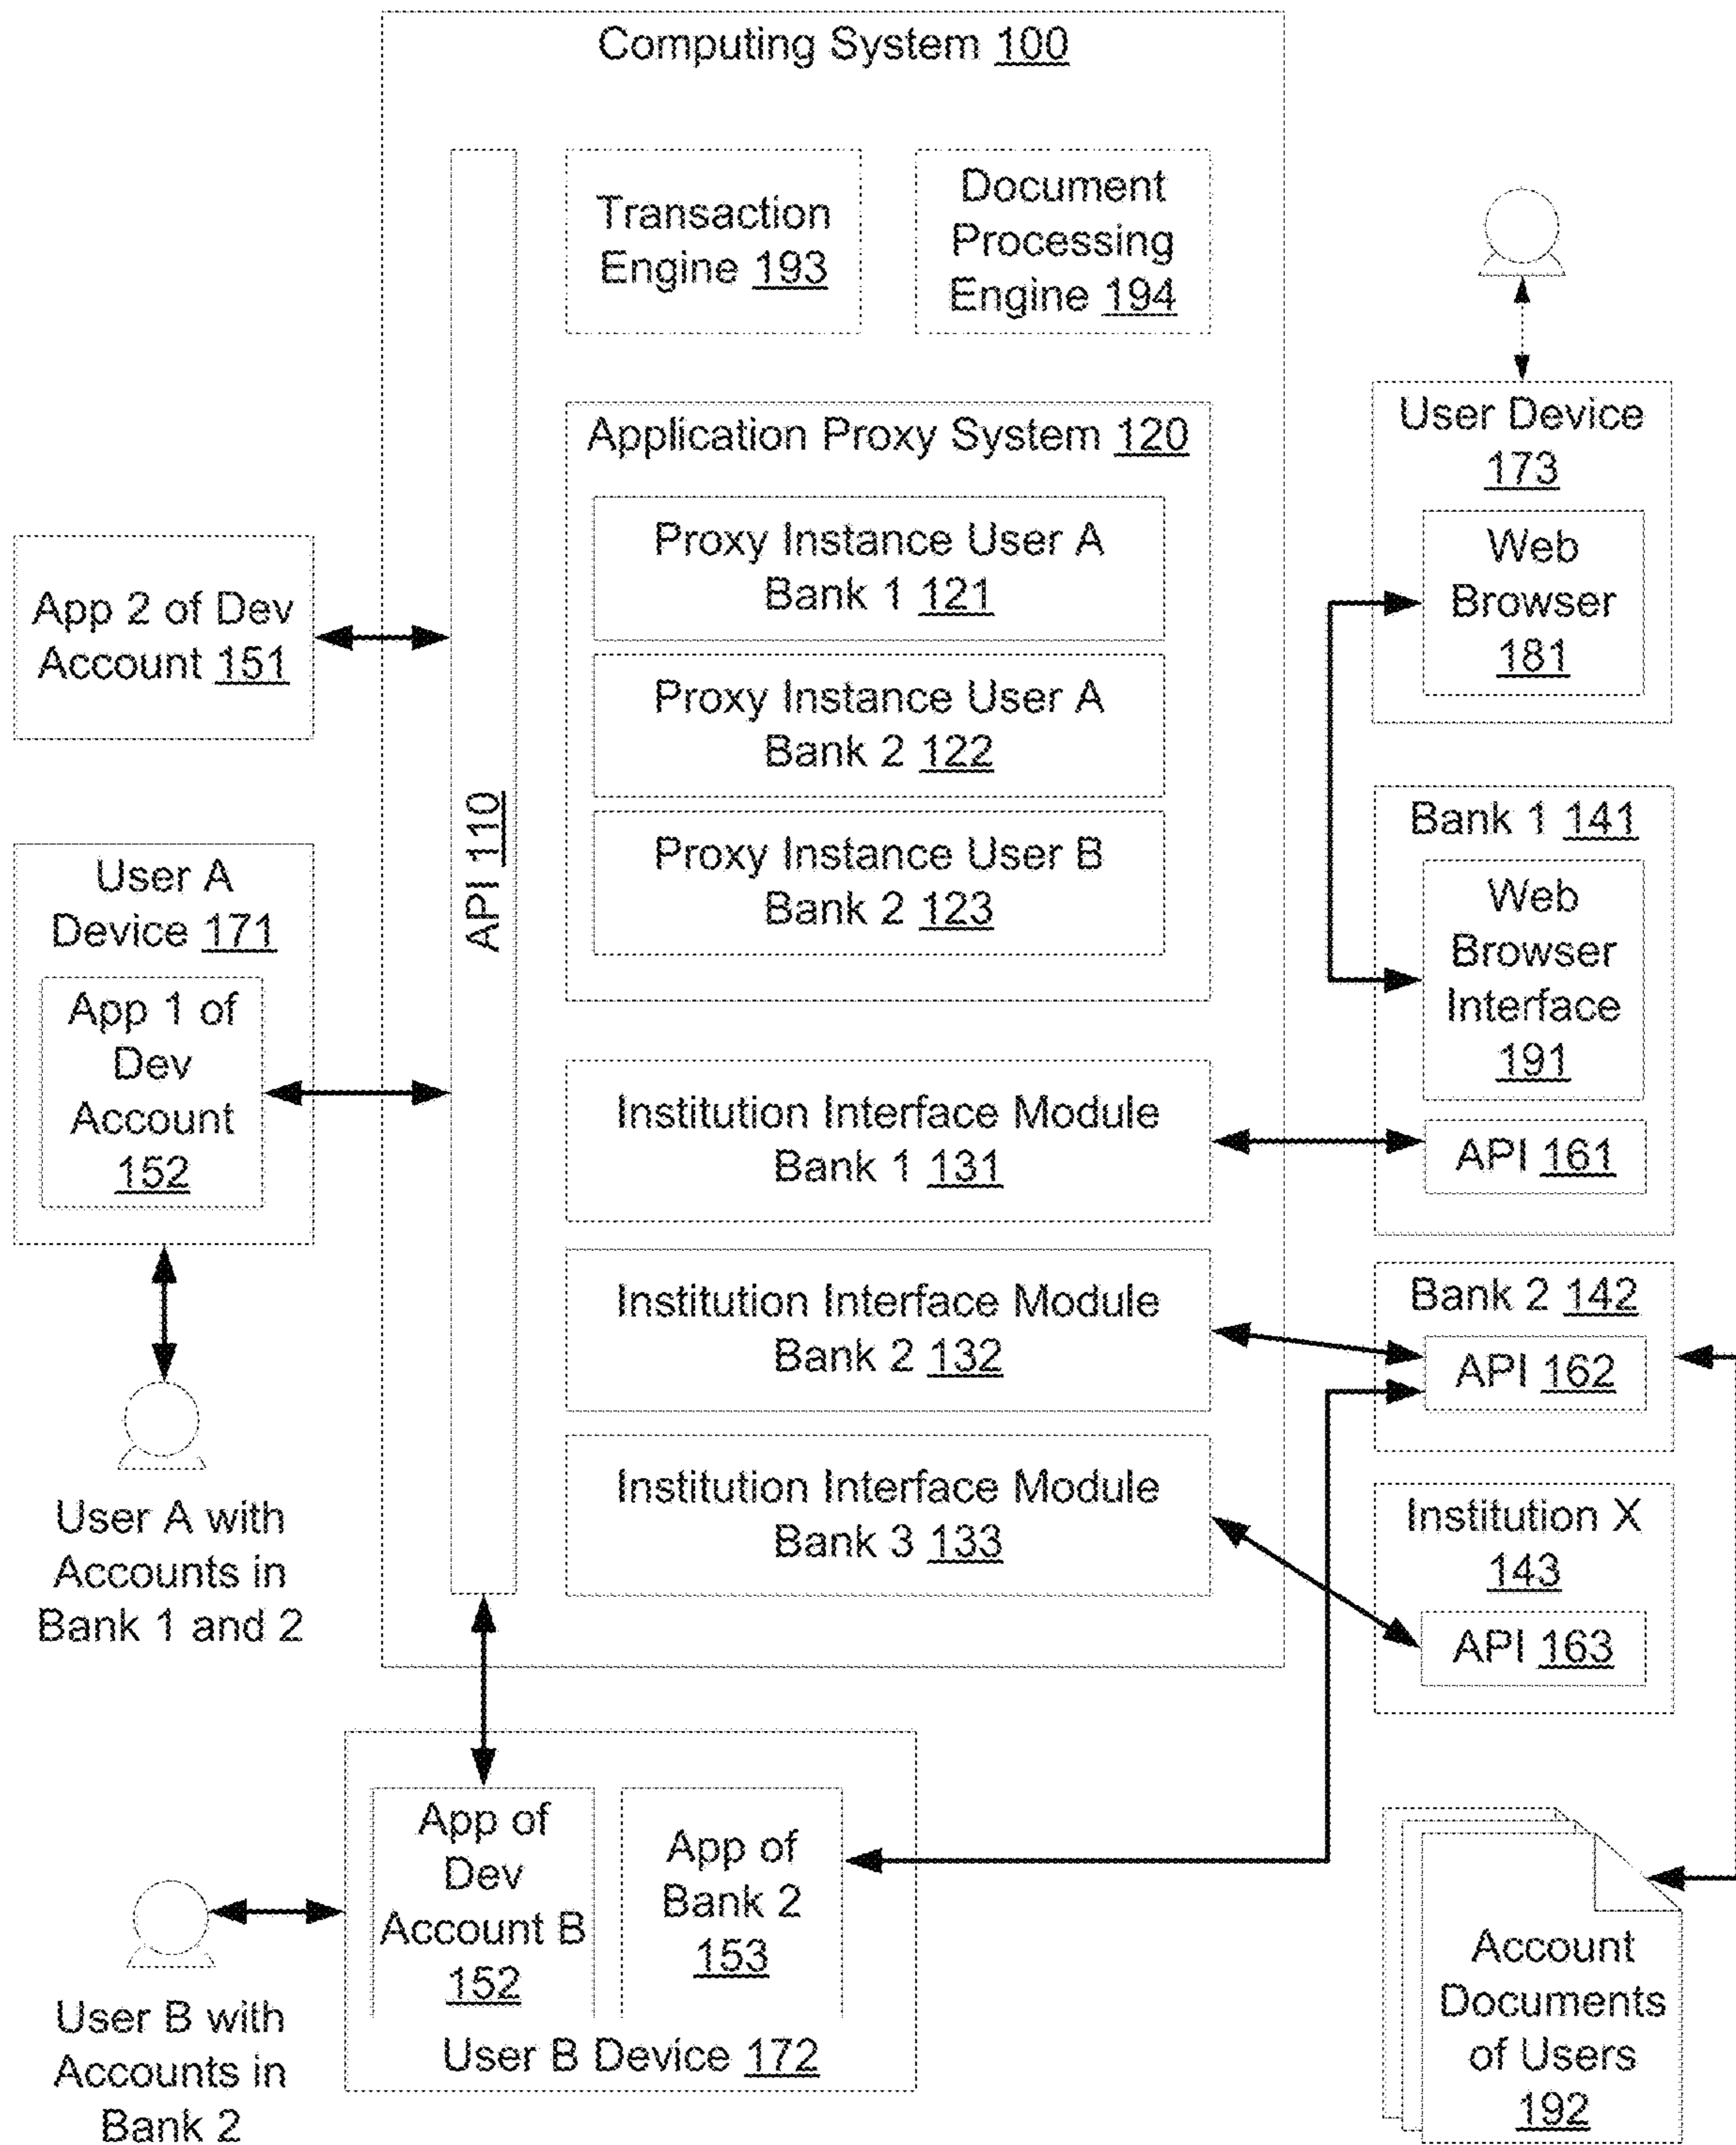 Computing System 100
Transaction
Engine 193
Document
Processing
Engine 194
Application Proxy System 120
Proxy Instance User A
Bank 1 121
Proxy Instance User A
Bank 2 122
Proxy Instance User B
Bank 2 123
API 110
App 2 of Dev
Account 151
User A
Device 171
App 1 of
Dev
Account
152
User A with
Accounts in
Bank 1 and 2
Institution Interface Module
Bank 1 131
Institution Interface Module
Bank 2 132
Institution Interface Module
Bank 3 133
User Device
173
Web
Browser
181
Bank 1 141
Web
Browser
Interface
191
API 161
Bank 2 142
API 162
Institution X
143
API 163
App of
Dev
Account B
152
App of
Bank 2
153
User B Device 172
User B with
Accounts in
Bank 2
Account
Documents
of Users
192